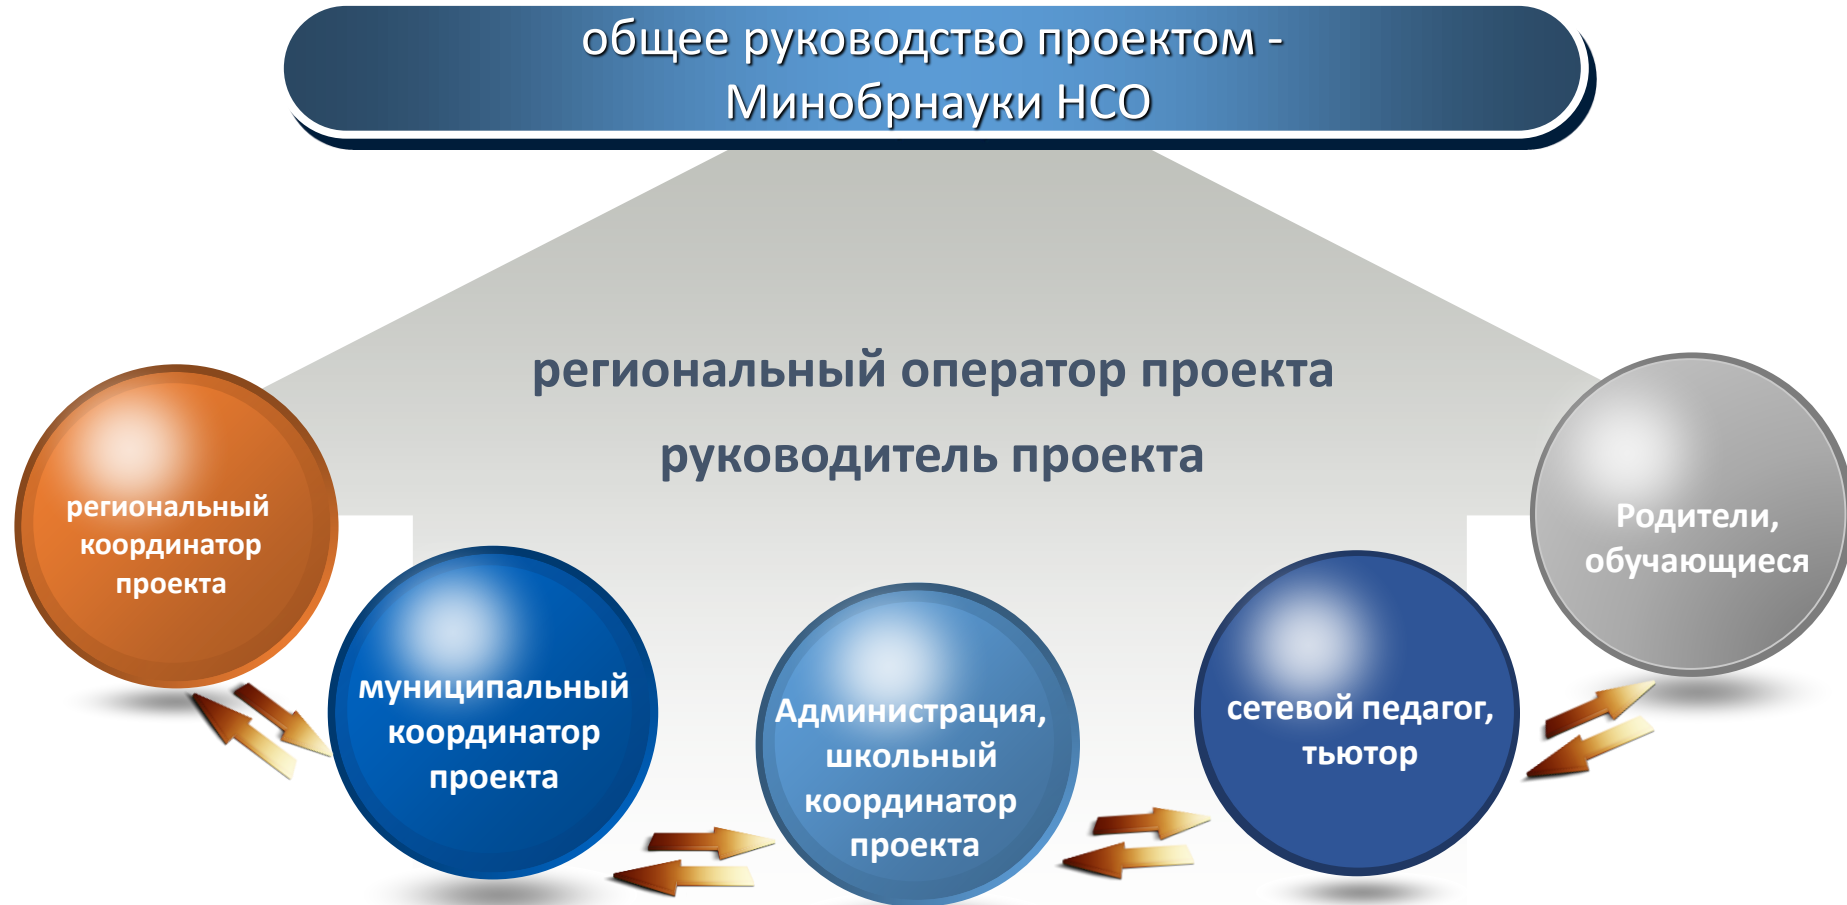 общее руководство проектом -
Минобрнауки НСО
региональный оператор проекта
руководитель проекта
региональный
координатор
проекта
муниципальный
координатор
проекта
Администрация,
школьный
координатор
проекта
сетевой педагог,
тьютор
Родители,
обучающиеся